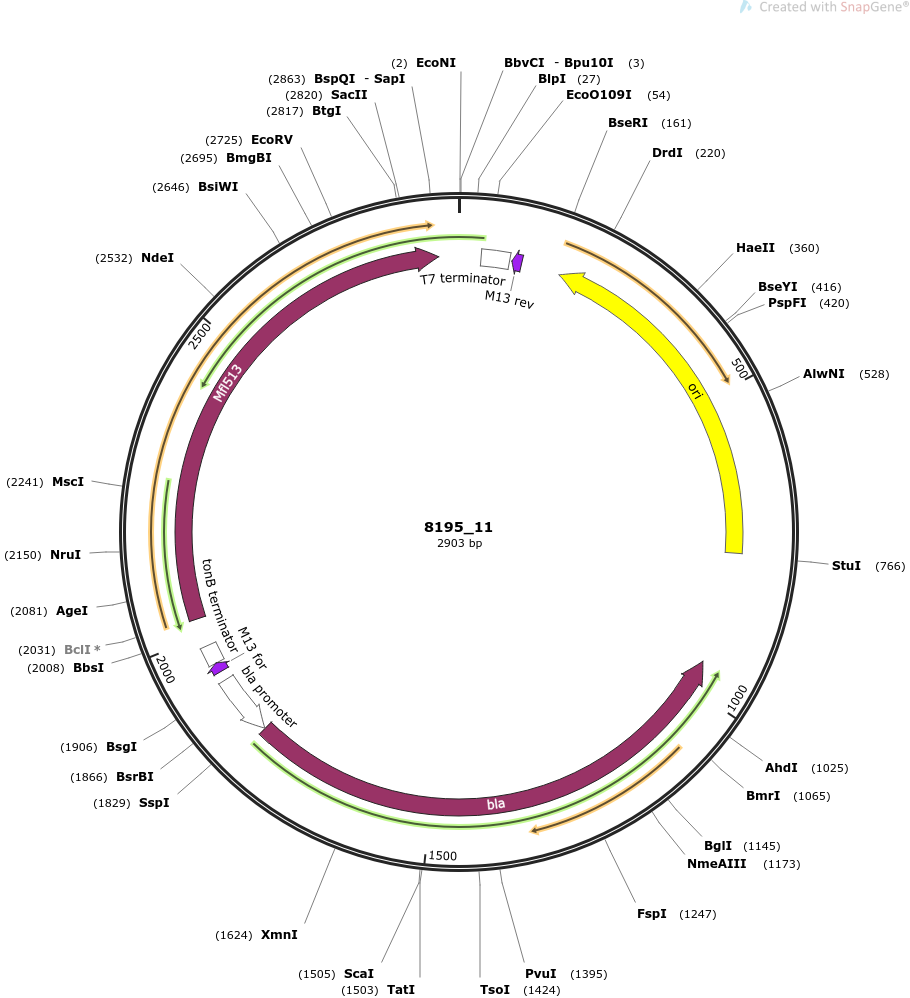 Created with SnapGene®
(2) EcoNI
BbvCI - Bpu10I (3)
(2863) BspQI - SapI
BlpI (27)
(2820) SacII
EcoO109I (54)
(2817) BtgI
BseRI (161)
(2725) EcoRV
DrdI (220)
(2695) BmgBI
(2646) BsiWI
HaeII (360)
(2532) NdeI
BseYI (416)
PspFI (420)
T7 terminator
M13 rev
2500
500
AlwNI (528)
Mfl513
ori
(2241) MscI
8195_11
2903 bp
(2150) NruI
StuI (766)
(2081) AgeI
tonB terminator
(2031) BclI *
M13 for
(2008) BbsI
2000
bla promoter
1000
(1906) BsgI
AhdI (1025)
(1866) BsrBI
BmrI (1065)
(1829) SspI
bla
BglI (1145)
1500
NmeAIII (1173)
FspI (1247)
(1624) XmnI
(1505) ScaI
PvuI (1395)
(1503) TatI
TsoI (1424)